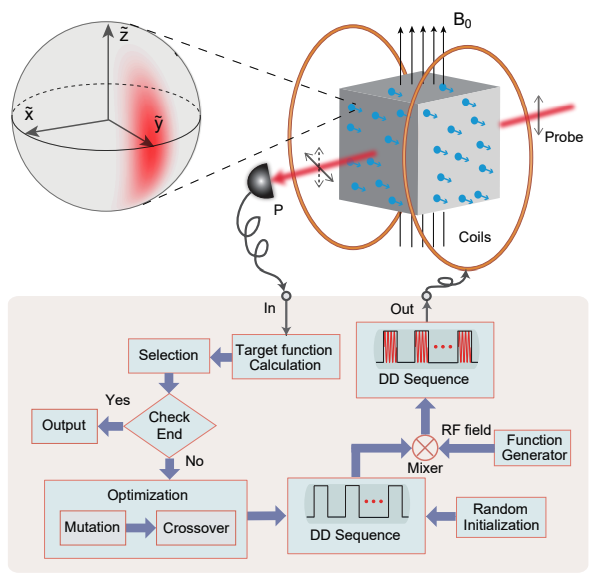 z̃
x̃
ỹ
B₀
Probe
P
Coils
In
Out
Selection
Target function
Calculation
DD Sequence
Yes
Output
Check
End
No
RF field
Mixer
Function
Generator
Optimization
Mutation
Crossover
DD Sequence
Random
Initialization